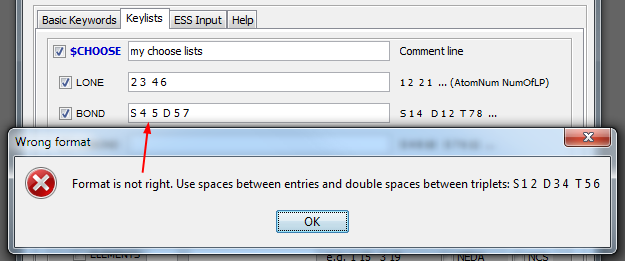 Basic Keywords Keylists ESS Input Help
$CHOOSE my choose lists Comment line
LONE 2 3  4 6 1 2  2 1  ... (AtomNum NumOfLP)
BOND S 4 5  D 5 7 S 1 4  D 1 2  T 7 8  ...
Wrong format
Format is not right. Use spaces between entries and double spaces between triplets: S 1 2  D 3 4  T 5 6
OK
ELEMENTS e.g. 1 15  3 19 NEDA NCS